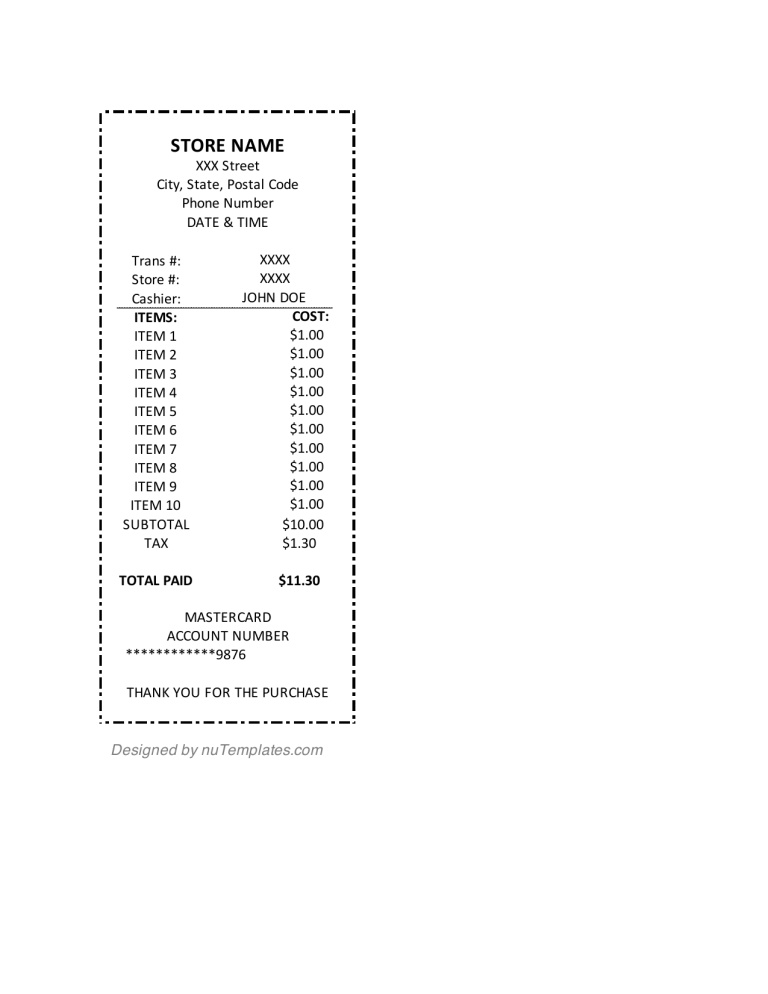 STORE NAME
XXX Street
City, State, Postal Code
Phone Number
DATE & TIME
Trans #: XXXX
Store #: XXXX
Cashier: JOHN DOE
ITEMS: COST:
ITEM 1 $1.00
ITEM 2 $1.00
ITEM 3 $1.00
ITEM 4 $1.00
ITEM 5 $1.00
ITEM 6 $1.00
ITEM 7 $1.00
ITEM 8 $1.00
ITEM 9 $1.00
ITEM 10 $1.00
SUBTOTAL $10.00
TAX $1.30
TOTAL PAID $11.30
MASTERCARD
ACCOUNT NUMBER
************9876
THANK YOU FOR THE PURCHASE
Designed by nuTemplates.com